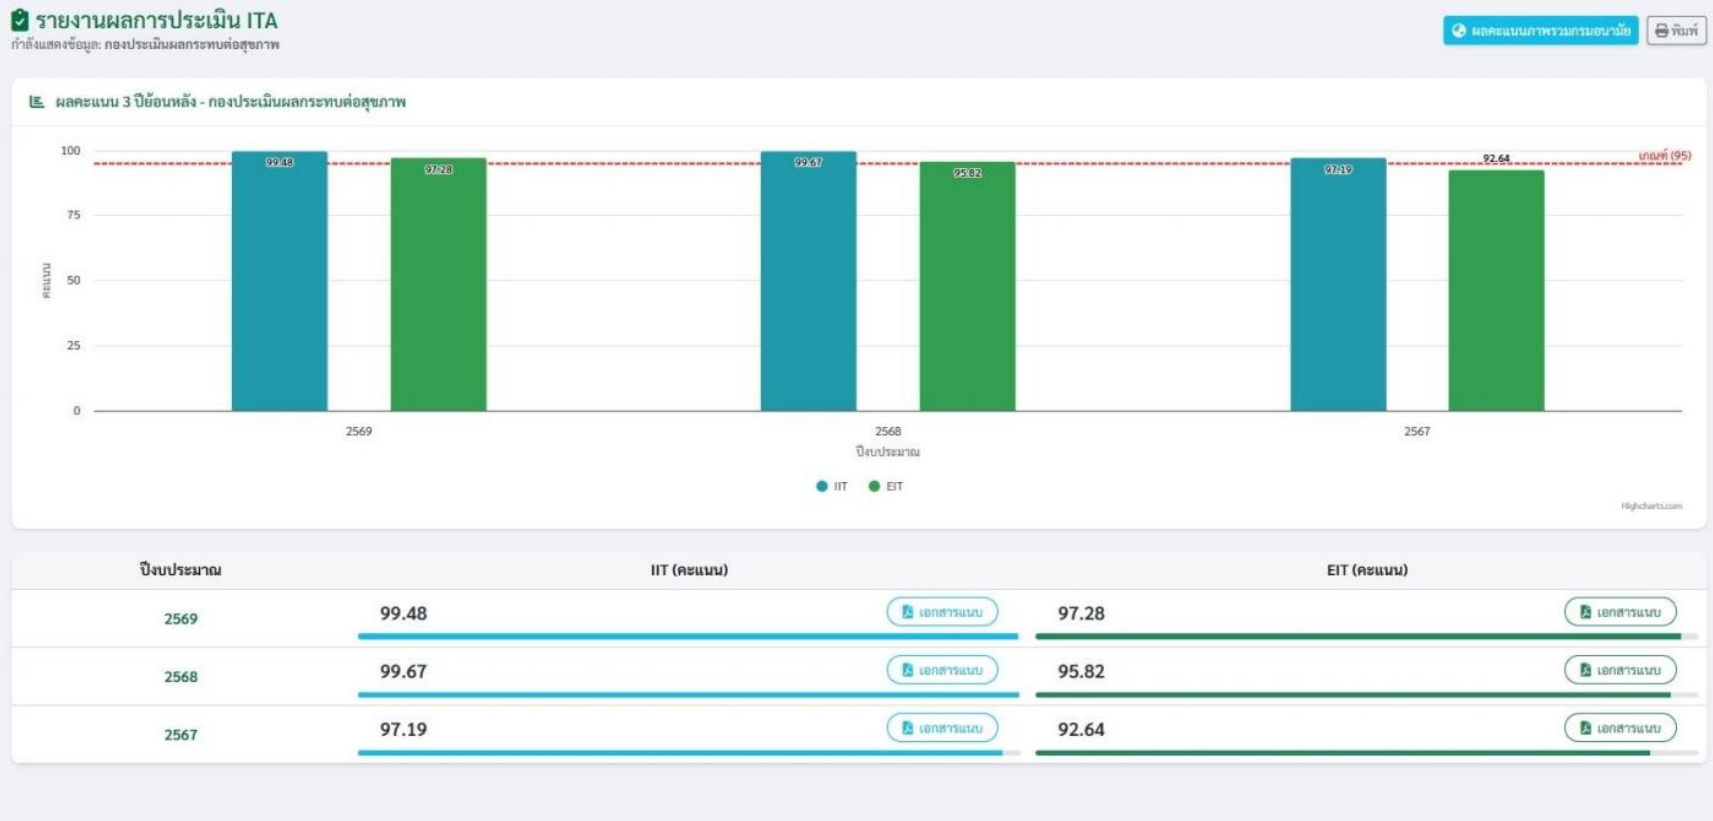 รายงานผลการประเมิน ITA
กำลังแสดงข้อมูล: กองประเมินผลกระทบต่อสุขภาพ
ผลคะแนนภาพรวมกรมอนามัย
พิมพ์
ผลคะแนน 3 ปีย้อนหลัง - กองประเมินผลกระทบต่อสุขภาพ
คะแนน
100
75
50
25
0
99.48
97.28
99.67
95.82
97.19
92.64
เกณฑ์ (95)
2569
2568
2567
ปีงบประมาณ
IIT
EIT
Highcharts.com
ปีงบประมาณ IIT (คะแนน) EIT (คะแนน)
2569 99.48 เอกสารแนบ 97.28 เอกสารแนบ
2568 99.67 เอกสารแนบ 95.82 เอกสารแนบ
2567 97.19 เอกสารแนบ 92.64 เอกสารแนบ